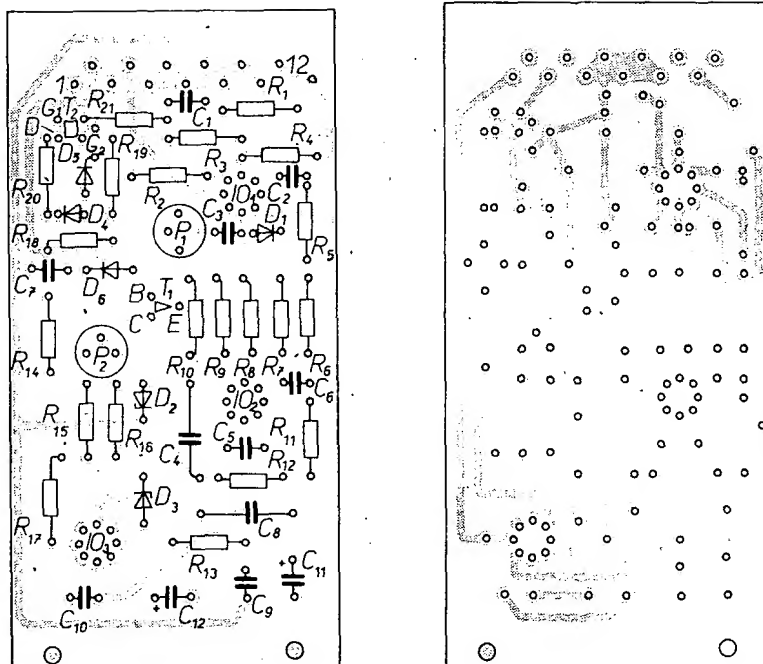 1 12
R1
C1
R21
G1 T2
D
R19
R4
R3
G2
D5
R20
R2
IO1
C2
C3
D1
D4
R18
P1
R5
C7
D6
B T1
C E
R14
P2
R10 R9 R8 R7 R6
C6
D2
IO2
R15
R16
C4
C5
R11
R12
D3
R17
IO3
C8
R13
C11
+
C10
+
C12
C9